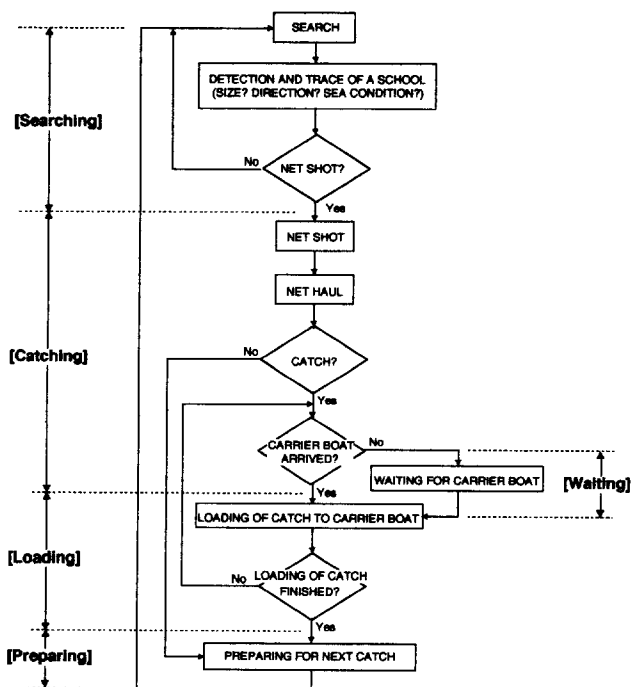 SEARCH
DETECTION AND TRACE OF A SCHOOL
(SIZE? DIRECTION? SEA CONDITION?)
[Searching]
No
NET SHOT?
Yes
NET SHOT
NET HAUL
[Catching]
No
CATCH?
Yes
CARRIER BOAT
ARRIVED?
No
WAITING FOR CARRIER BOAT
[Waiting]
Yes
LOADING OF CATCH TO CARRIER BOAT
[Loading]
No
LOADING OF CATCH
FINISHED?
Yes
[Preparing]
PREPARING FOR NEXT CATCH